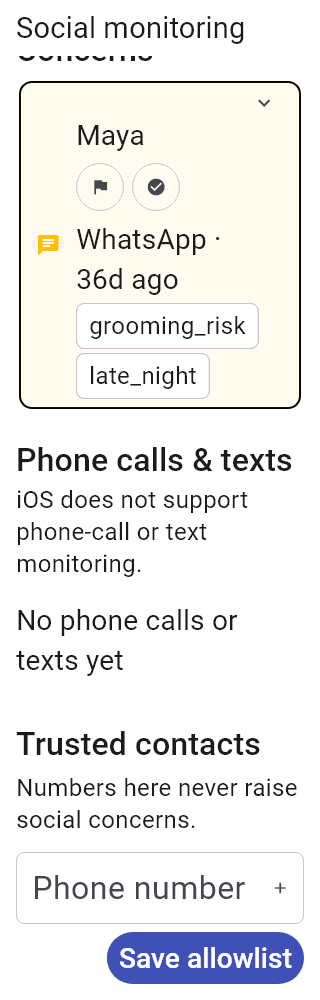 Social monitoring
Concerns
Maya
WhatsApp ·
36d ago
grooming_risk
late_night
Phone calls & texts
iOS does not support
phone-call or text
monitoring.
No phone calls or
texts yet
Trusted contacts
Numbers here never raise
social concerns.
Phone number +
Save allowlist